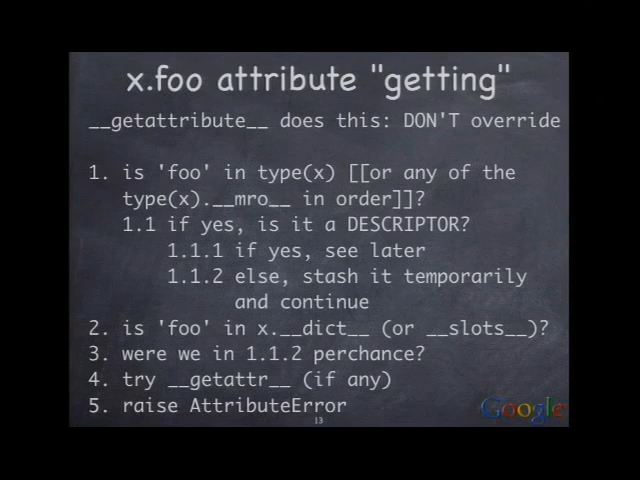 x.foo attribute "getting"
__getattribute__ does this: DON'T override
1. is 'foo' in type(x) [[or any of the
type(x).__mro__ in order]]?
1.1 if yes, is it a DESCRIPTOR?
1.1.1 if yes, see later
1.1.2 else, stash it temporarily
and continue
2. is 'foo' in x.__dict__ (or __slots__)?
3. were we in 1.1.2 perchance?
4. try __getattr__ (if any)
5. raise AttributeError
Google
13